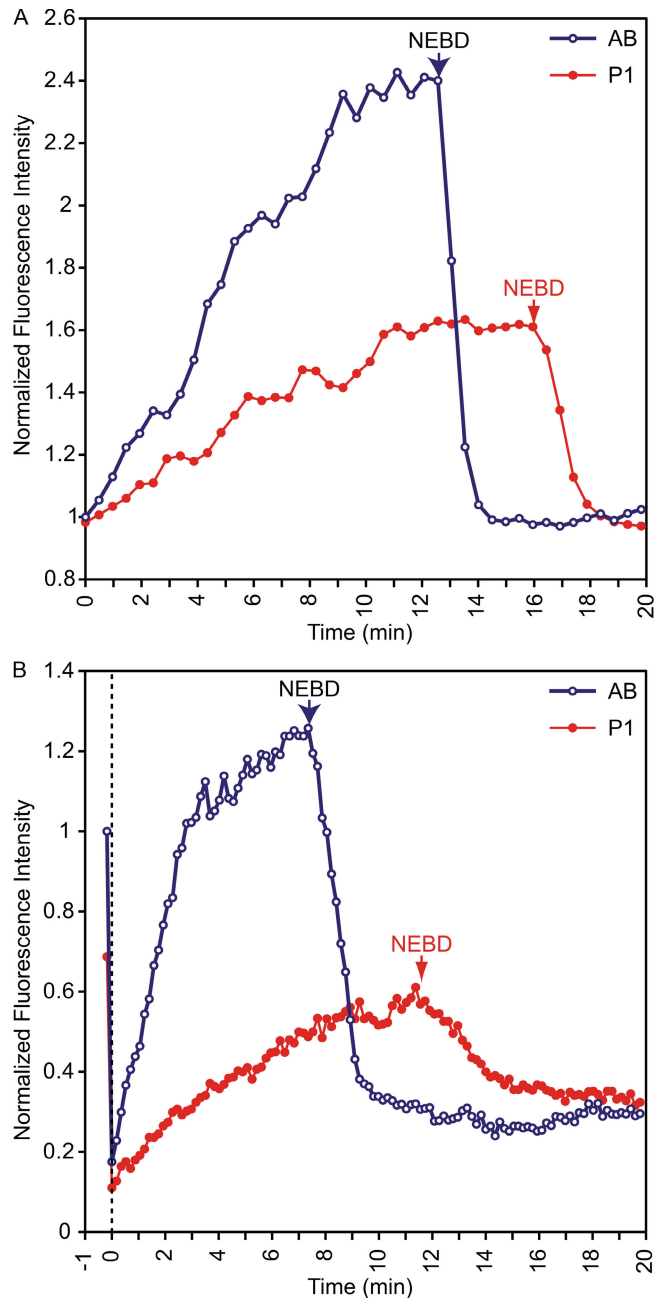 A
2.6
NEBD
AB
P1
2.4
2.2
2
1.8
NEBD
1.6
1.4
1.2
1
0.8
Normalized Fluorescence Intensity
0 2 4 6 8 10 12 14 16 18 20
Time (min)
B
1.4
NEBD
AB
P1
1.2
1
0.8
NEBD
0.6
0.4
0.2
0
Normalized Fluorescence Intensity
-1 0 2 4 6 8 10 12 14 16 18 20
Time (min)